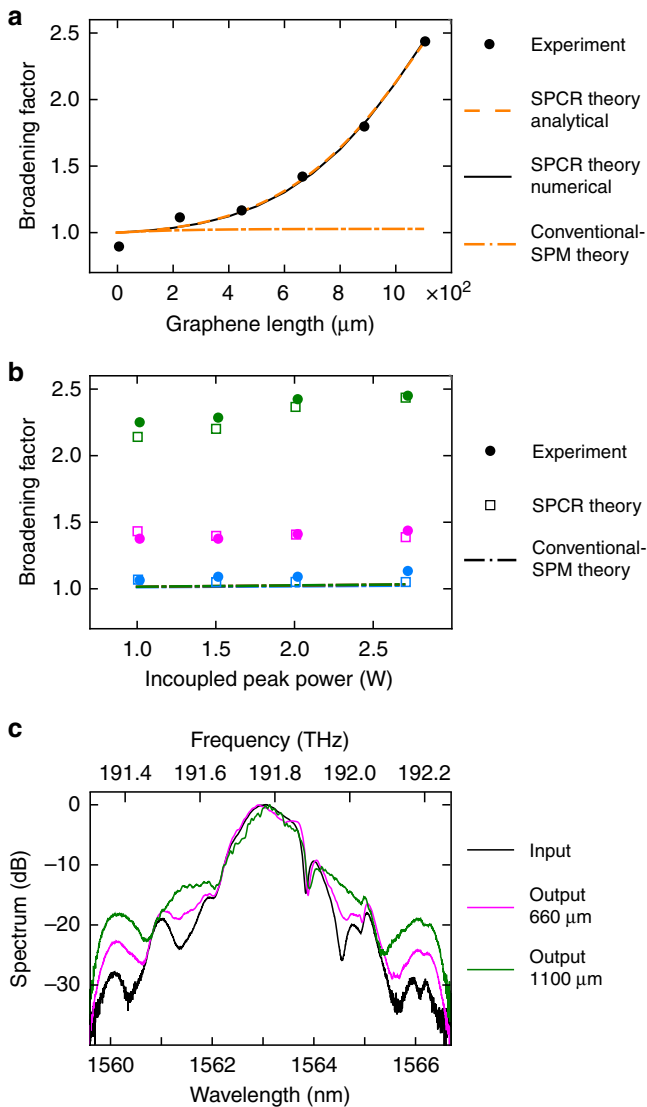 a
2.5
2.0
1.5
1.0
Broadening factor
0
2
4
6
8
10
×10²
Graphene length (μm)
Experiment
SPCR theory
analytical
SPCR theory
numerical
Conventional-
SPM theory
b
2.5
2.0
1.5
1.0
Broadening factor
1.0
1.5
2.0
2.5
Incoupled peak power (W)
Experiment
SPCR theory
Conventional-
SPM theory
c
Frequency (THz)
191.4
191.6
191.8
192.0
192.2
0
−10
−20
−30
Spectrum (dB)
1560
1562
1564
1566
Wavelength (nm)
Input
Output
660 μm
Output
1100 μm